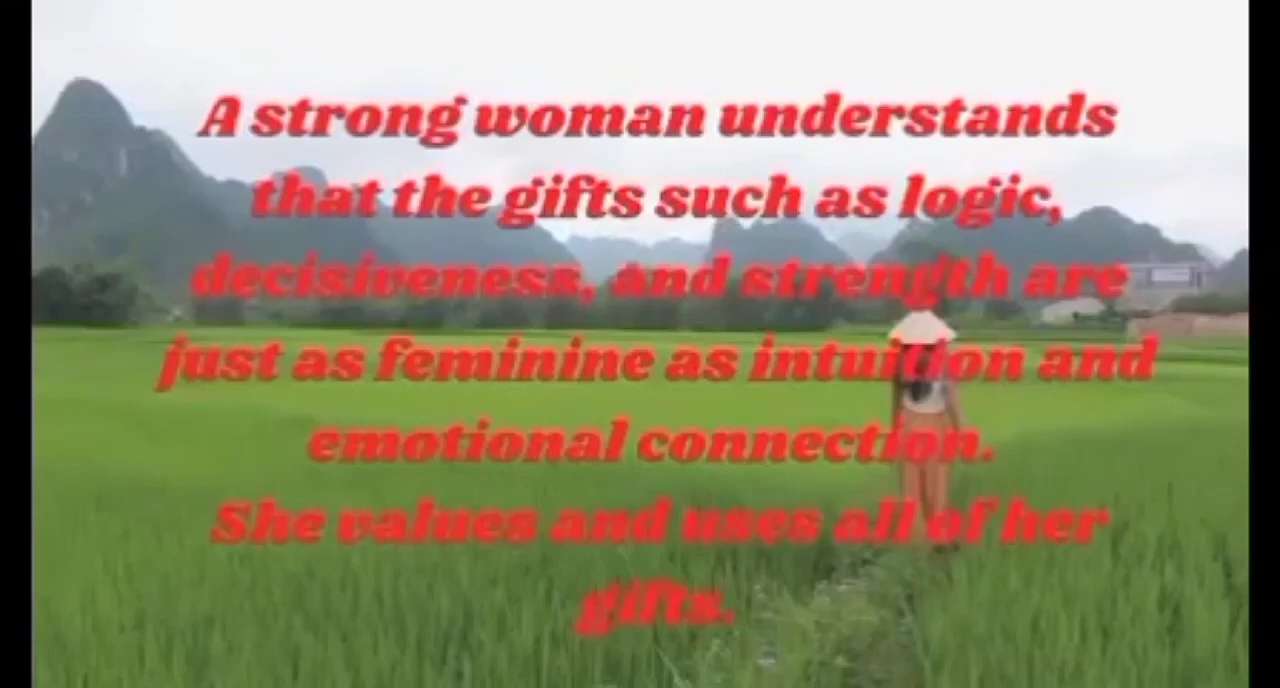 A strong woman understands
that the gifts such as logic,
decisiveness, and strength are
just as feminine as intuition and
emotional connection.
She values and uses all of her
gifts.